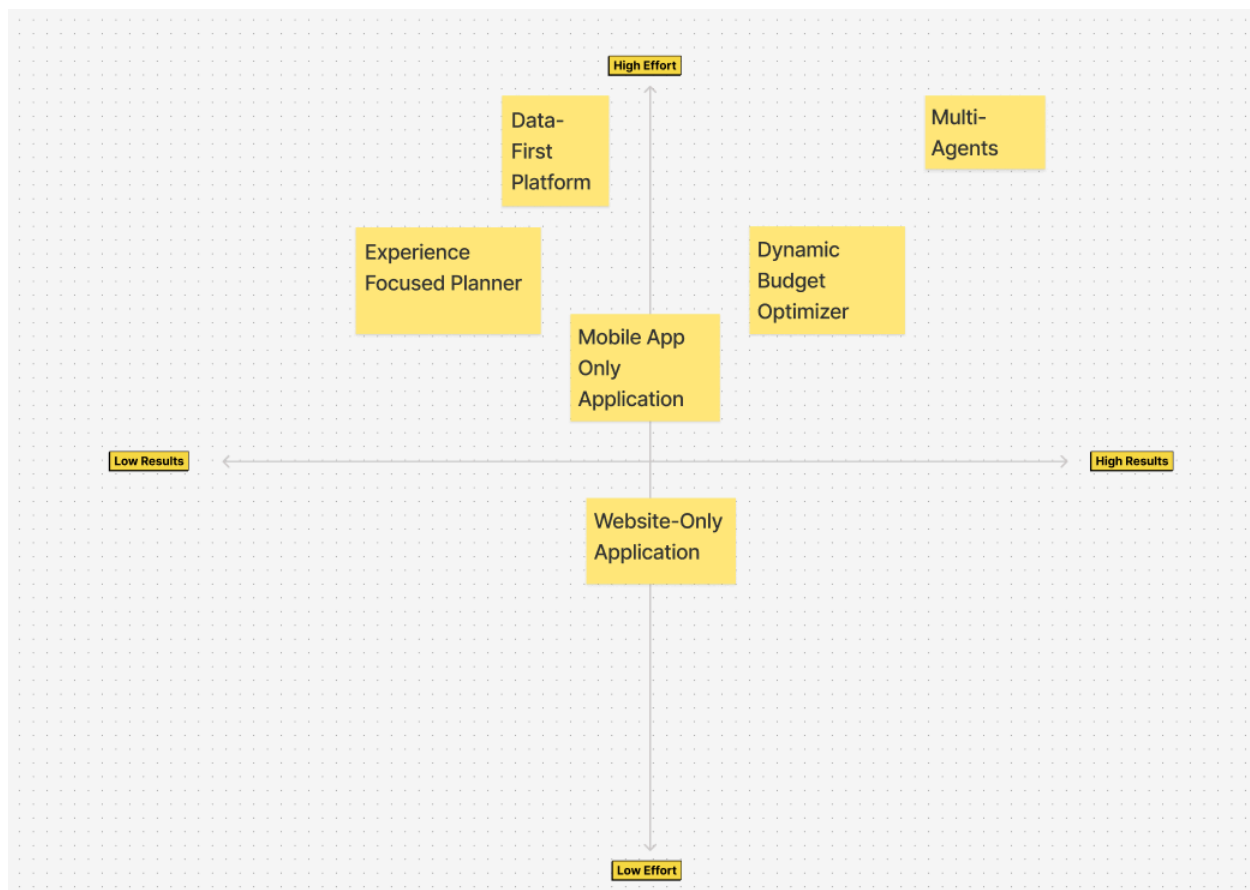 High Effort
Data-
First
Platform
Multi-
Agents
Experience
Focused Planner
Dynamic
Budget
Optimizer
Mobile App
Only
Application
Low Results
High Results
Website-Only
Application
Low Effort